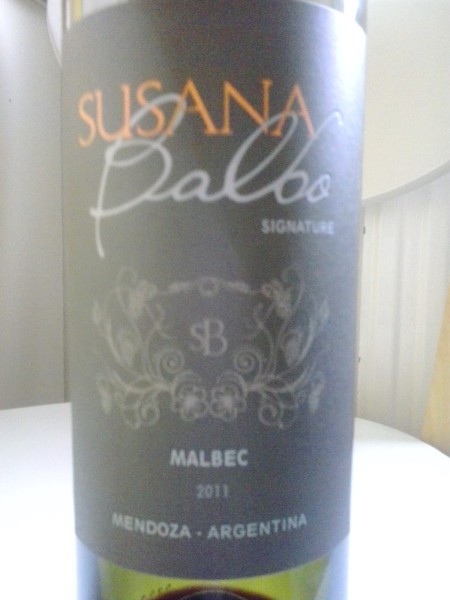 SUSANA
Balbo
SIGNATURE
SB
MALBEC
2011
MENDOZA - ARGENTINA